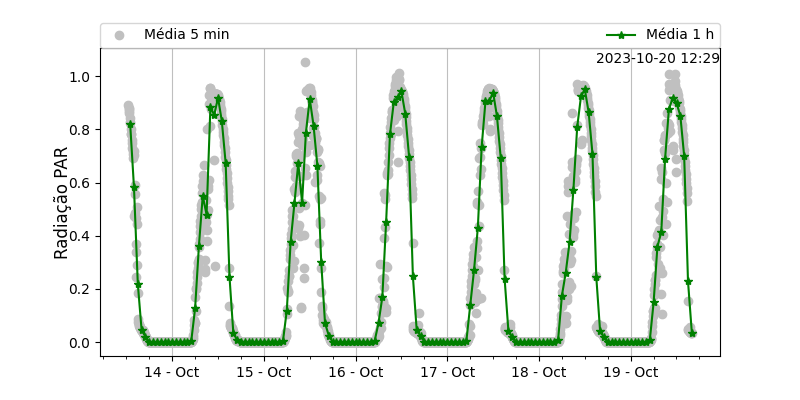 Média 5 min
Média 1 h
2023-10-20 12:29
Radiação PAR
1.0
0.8
0.6
0.4
0.2
0.0
14 - Oct
15 - Oct
16 - Oct
17 - Oct
18 - Oct
19 - Oct